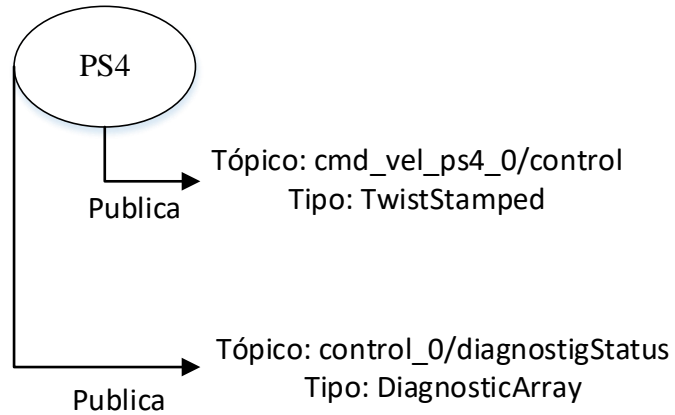 PS4
Tópico: cmd_vel_ps4_0/control
Tipo: TwistStamped
Publica
Tópico: control_0/diagnostigStatus
Tipo: DiagnosticArray
Publica